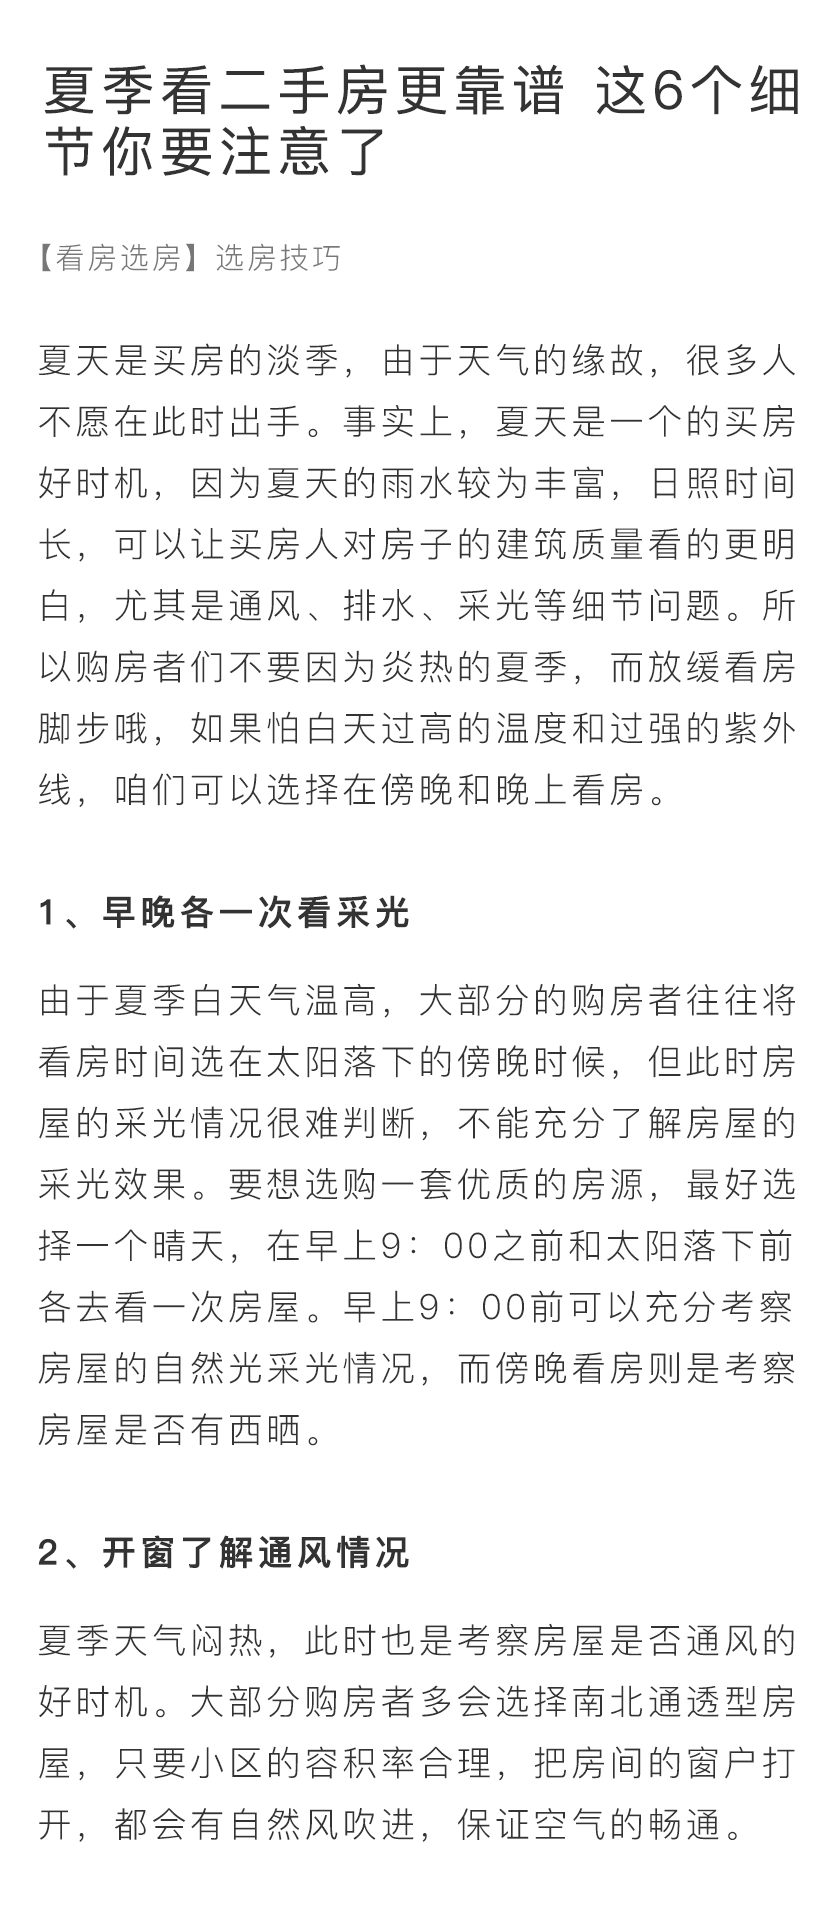 夏季看二手房更靠谱 这6个细
节你要注意了
【看房选房】选房技巧
夏天是买房的淡季，由于天气的缘故，很多人
不愿在此时出手。事实上，夏天是一个的买房
好时机，因为夏天的雨水较为丰富，日照时间
长，可以让买房人对房子的建筑质量看的更明
白，尤其是通风、排水、采光等细节问题。所
以购房者们不要因为炎热的夏季，而放缓看房
脚步哦，如果怕白天过高的温度和过强的紫外
线，咱们可以选择在傍晚和晚上看房。
1、早晚各一次看采光
由于夏季白天气温高，大部分的购房者往往将
看房时间选在太阳落下的傍晚时候，但此时房
屋的采光情况很难判断，不能充分了解房屋的
采光效果。要想选购一套优质的房源，最好选
择一个晴天，在早上9：00之前和太阳落下前
各去看一次房屋。早上9：00前可以充分考察
房屋的自然光采光情况，而傍晚看房则是考察
房屋是否有西晒。
2、开窗了解通风情况
夏季天气闷热，此时也是考察房屋是否通风的
好时机。大部分购房者多会选择南北通透型房
屋，只要小区的容积率合理，把房间的窗户打
开，都会有自然风吹进，保证空气的畅通。